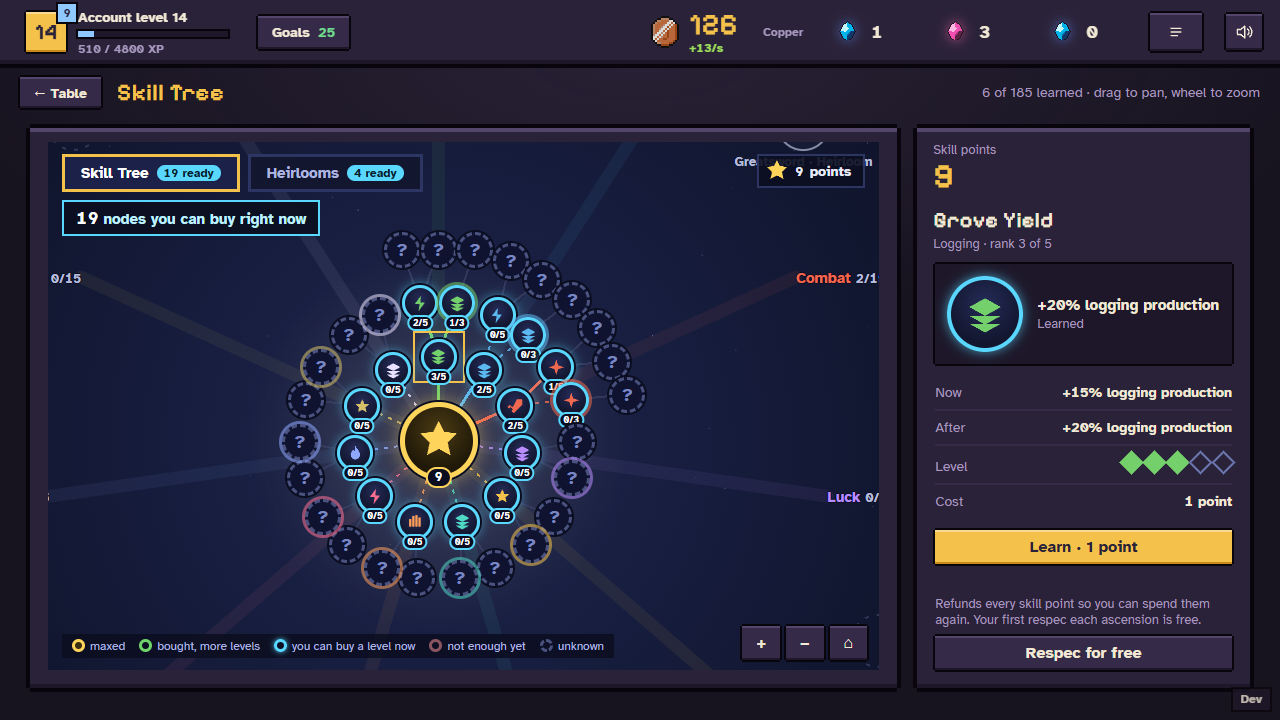 14
9
Account level 14
510 / 4800 XP
Goals 25
126
+13/s
Copper
1
3
0
← Table
Skill Tree
6 of 185 learned · drag to pan, wheel to zoom
Skill Tree 19 ready
Heirlooms 4 ready
9 points
19 nodes you can buy right now
0/15
Combat 2/1
Luck 0/
? ? ? ? ? ? ? ? ?
? ? ? ?
2/5
1/3
0/5
0/3
3/5
0/5
2/5
1/
0/5
2/5
0/3
0/5
0/5
0/5
0/5
0/5
0/5
9
maxed
bought, more levels
you can buy a level now
not enough yet
unknown
+
−
Skill points
9
Grove Yield
Logging · rank 3 of 5
+20% logging production
Learned
Now +15% logging production
After +20% logging production
Level
Cost 1 point
Learn · 1 point
Refunds every skill point so you can spend them
again. Your first respec each ascension is free.
Respec for free
Dev